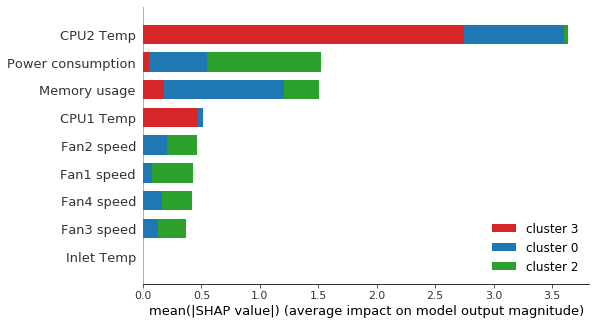 CPU2 Temp
Power consumption
Memory usage
CPU1 Temp
Fan2 speed
Fan1 speed
Fan4 speed
Fan3 speed
Inlet Temp
cluster 3
cluster 0
cluster 2
0.0 0.5 1.0 1.5 2.0 2.5 3.0 3.5
mean(|SHAP value|) (average impact on model output magnitude)